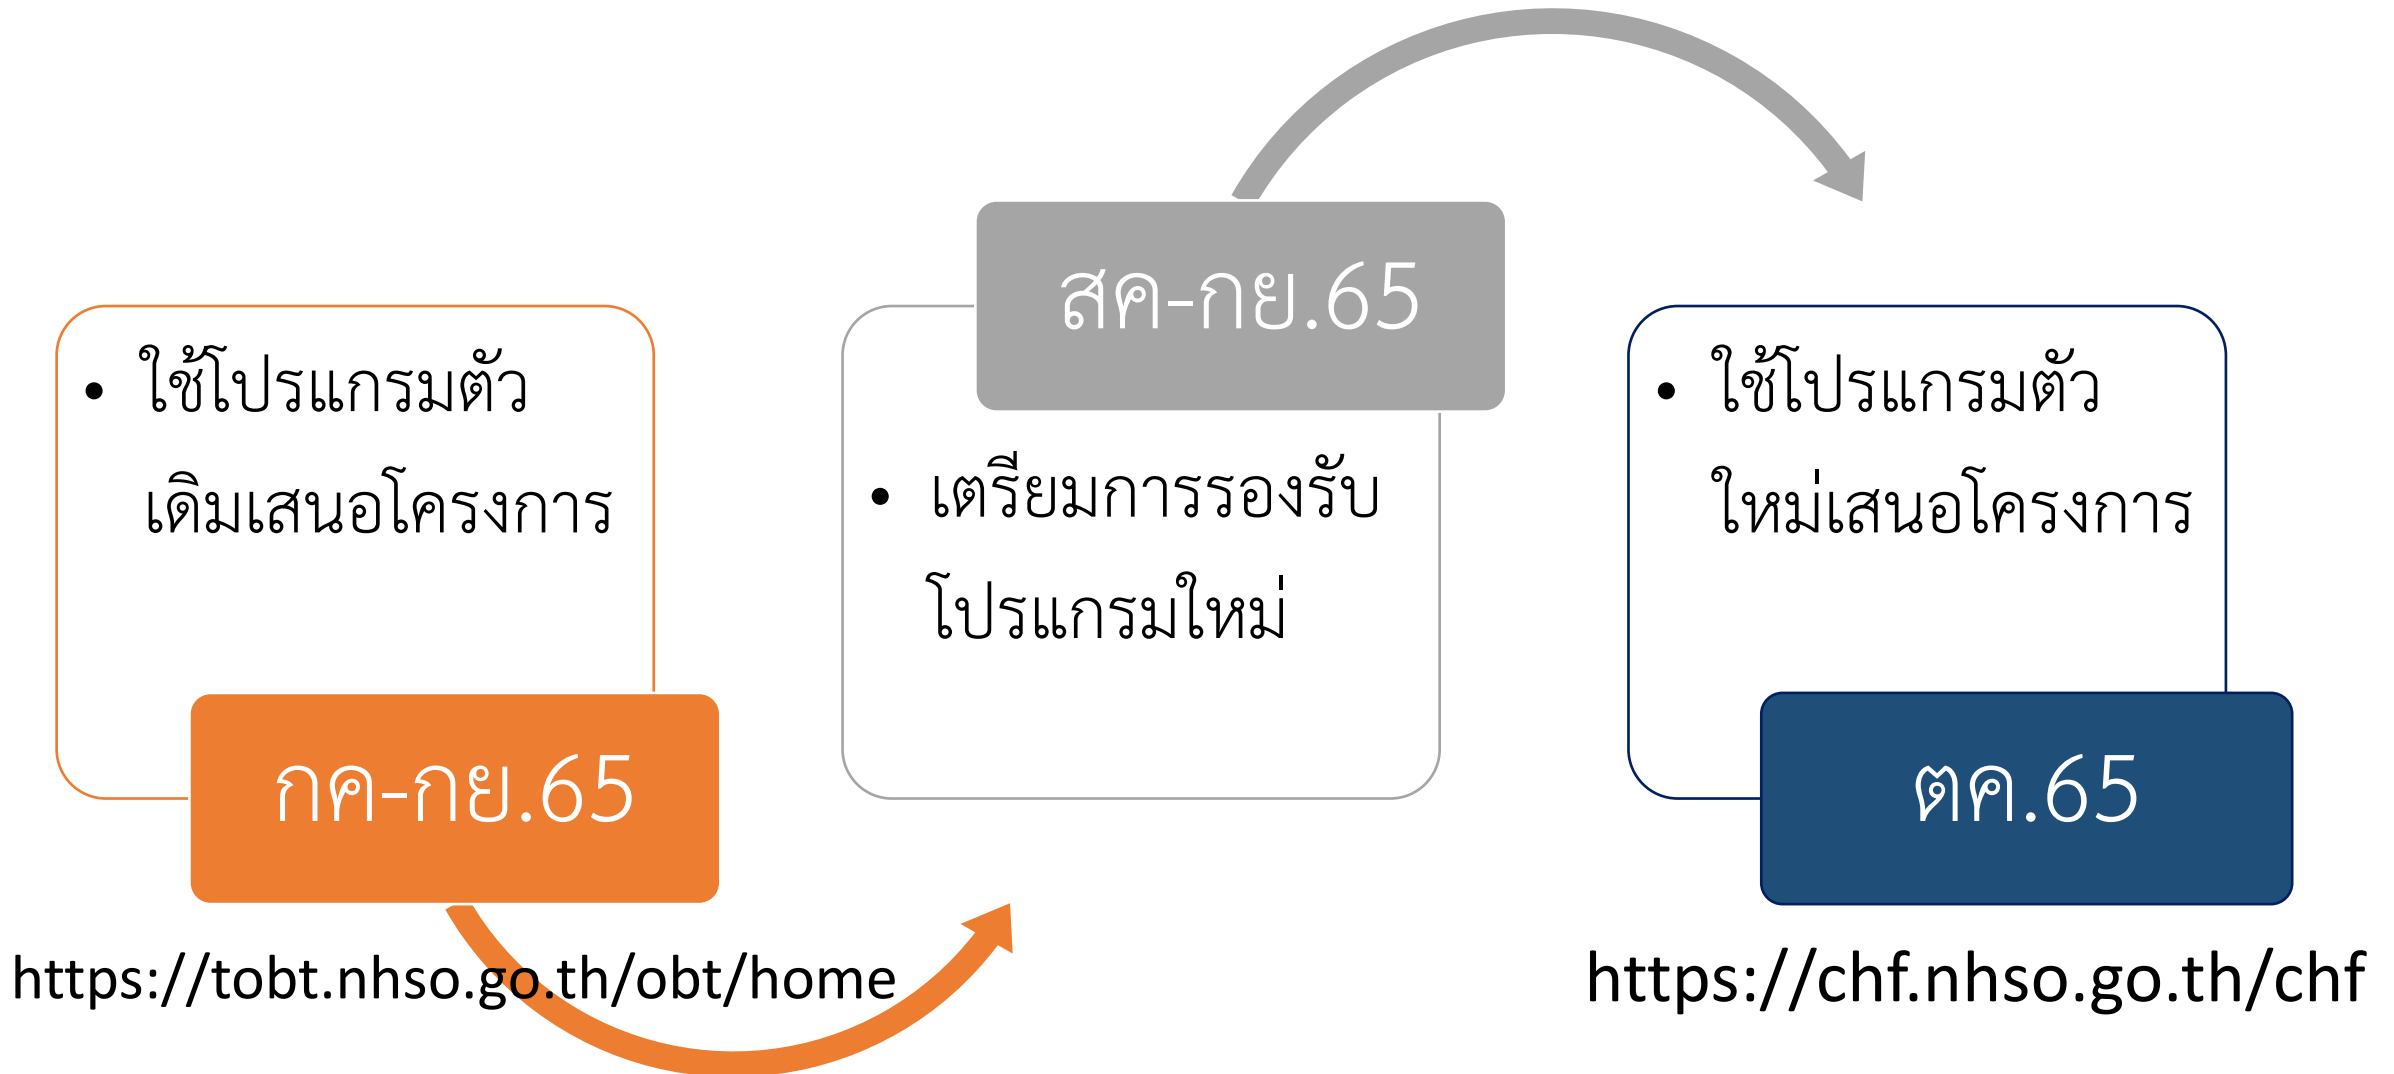 • ใช้โปรแกรมตัว
เดิมเสนอโครงการ
กค-กย.65
https://tobt.nhso.go.th/obt/home
สค-กย.65
• เตรียมการรองรับ
โปรแกรมใหม่
• ใช้โปรแกรมตัว
ใหม่เสนอโครงการ
ตค.65
https://chf.nhso.go.th/chf